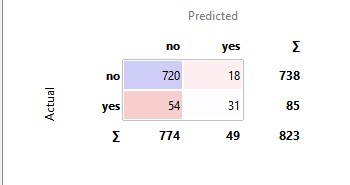 Predicted
no yes Σ
Actual
no 720 18 738
yes 54 31 85
Σ 774 49 823